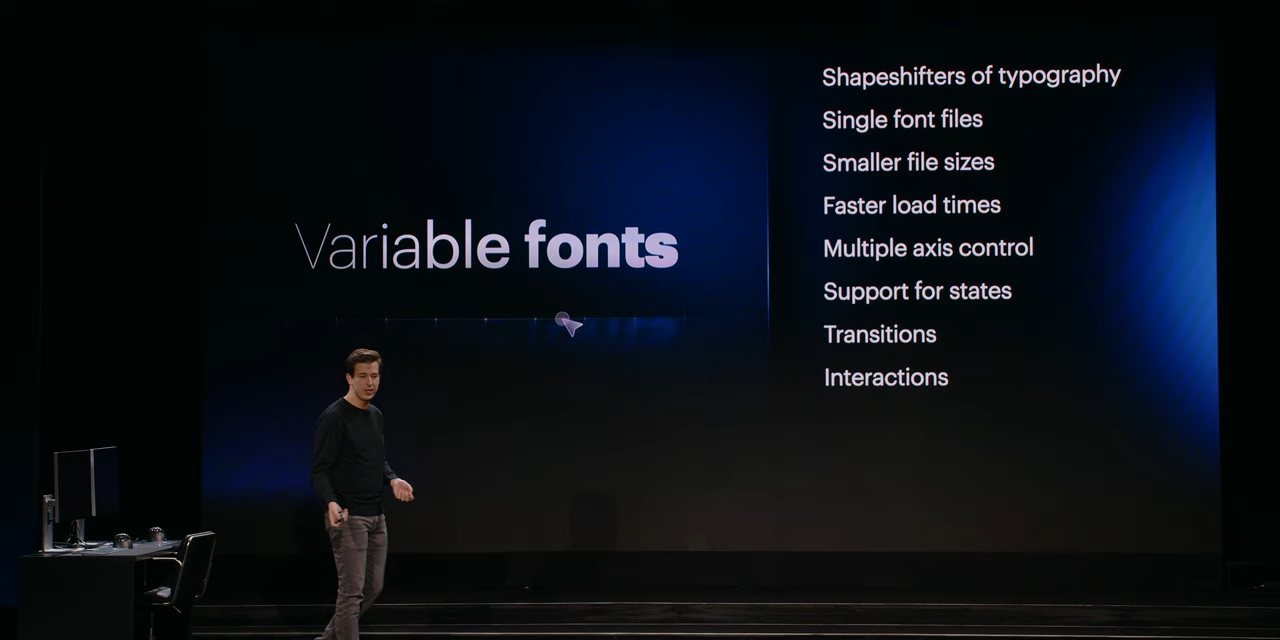 Variable fonts
Shapeshifters of typography
Single font files
Smaller file sizes
Faster load times
Multiple axis control
Support for states
Transitions
Interactions